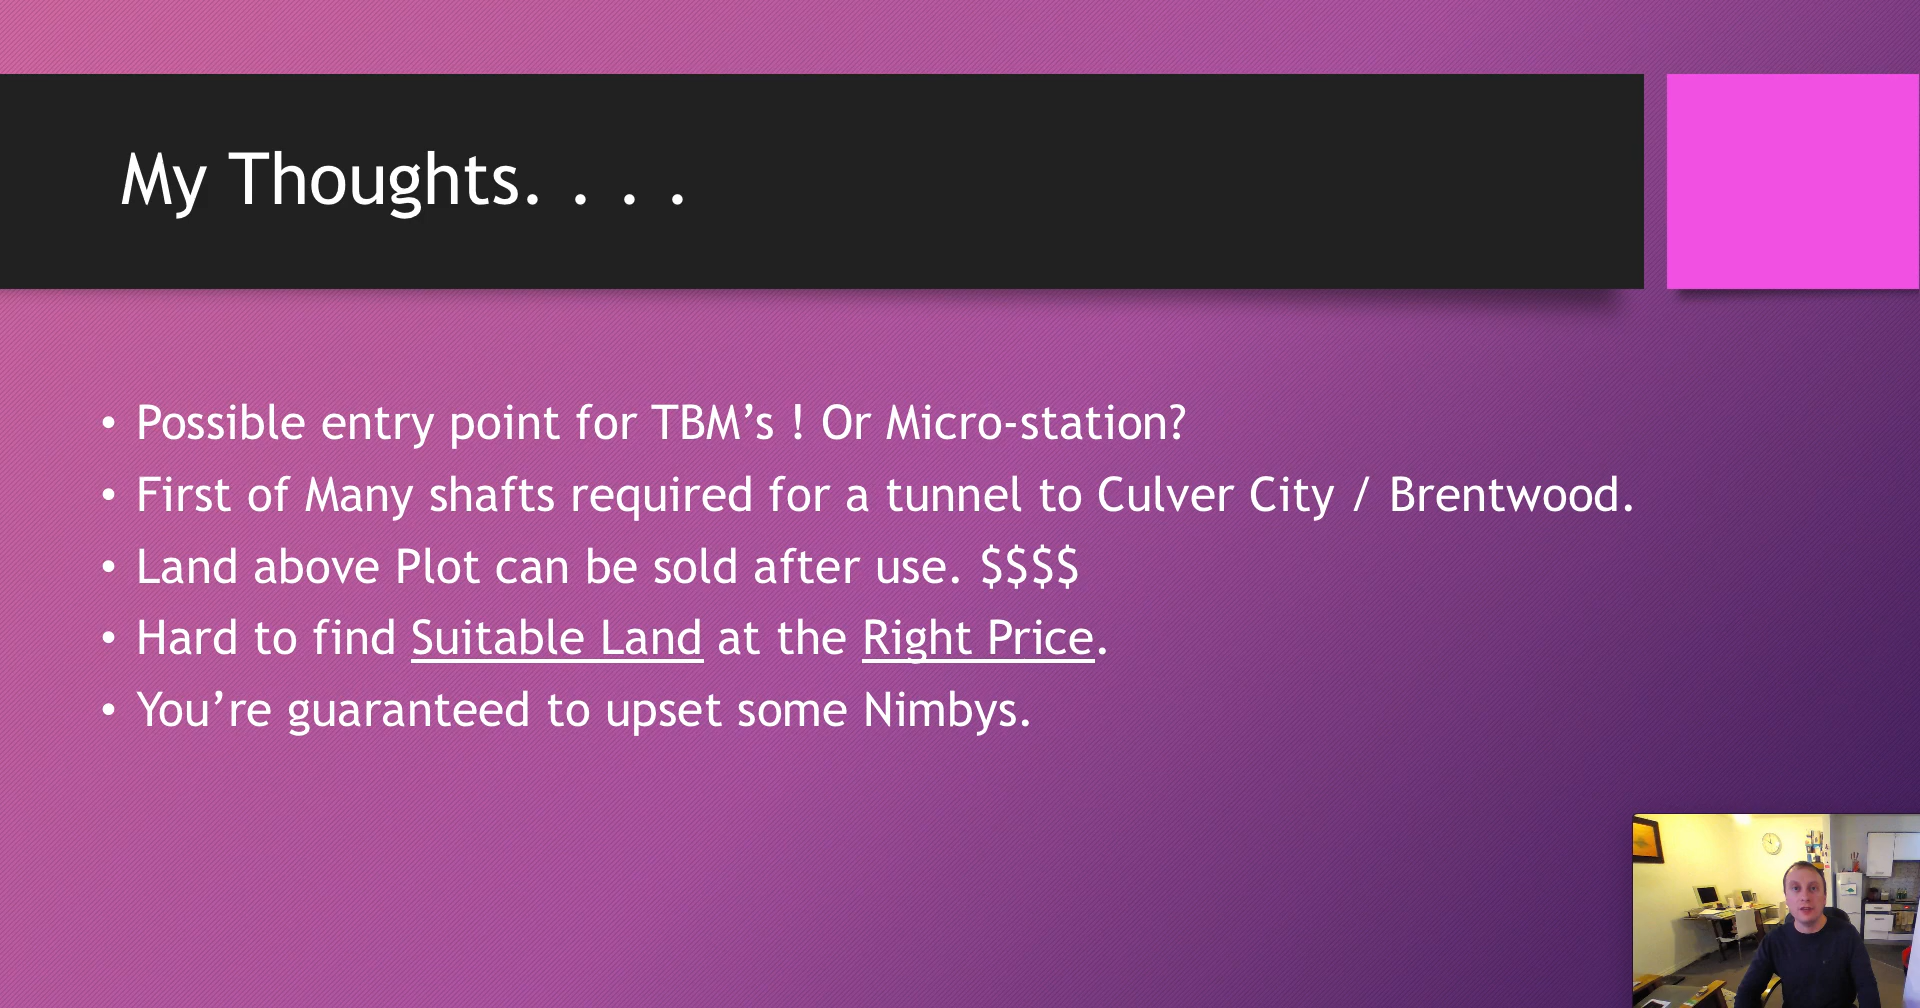 My Thoughts. . . .
• Possible entry point for TBM’s ! Or Micro-station?
• First of Many shafts required for a tunnel to Culver City / Brentwood.
• Land above Plot can be sold after use. $$$$
• Hard to find Suitable Land at the Right Price.
• You’re guaranteed to upset some Nimbys.